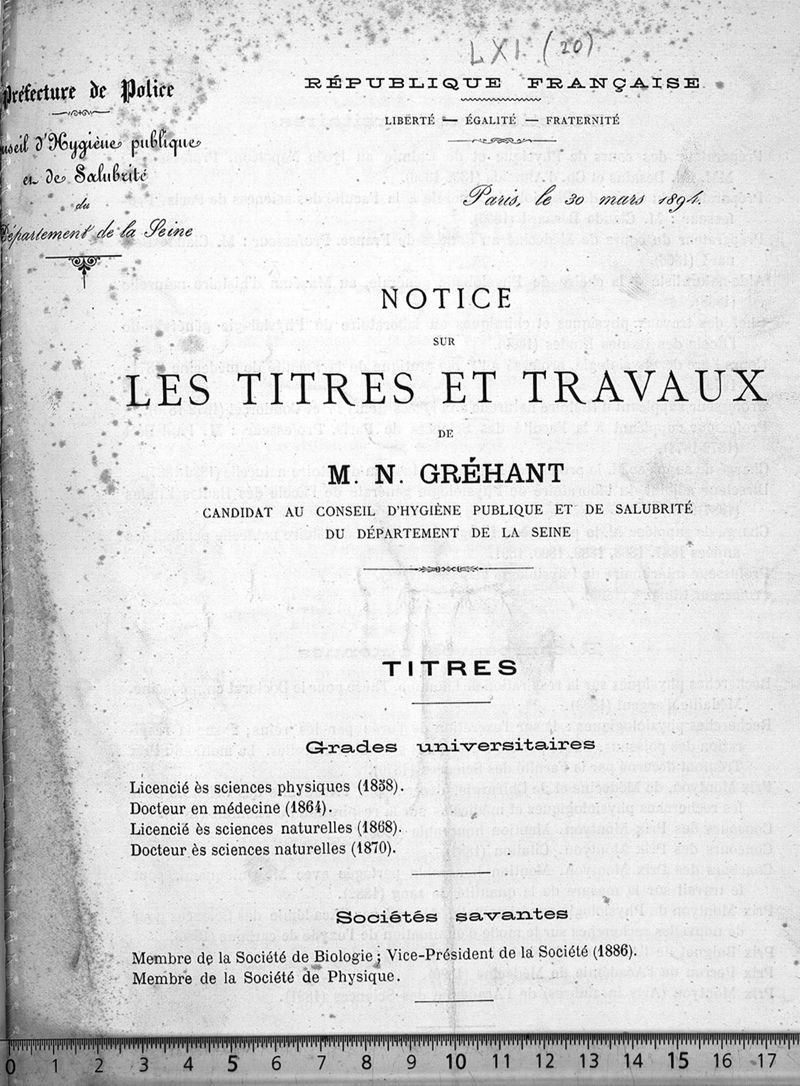 LXI (20)
Préfecture de Police
d'Hygiène publique
et de Salubrité
du
Département de la Seine
RÉPUBLIQUE FRANÇAISE
LIBERTÉ — ÉGALITÉ — FRATERNITÉ
Paris, le 30 mars 1894.
NOTICE
SUR
LES TITRES ET TRAVAUX
DE
M. N. GRÉHANT
CANDIDAT AU CONSEIL D'HYGIÈNE PUBLIQUE ET DE SALUBRITÉ
DU DÉPARTEMENT DE LA SEINE
TITRES
Grades universitaires
Licencié ès sciences physiques (1858).
Docteur en médecine (1864).
Licencié ès sciences naturelles (1868).
Docteur ès sciences naturelles (1870).
Sociétés savantes
Membre de la Société de Biologie; Vice-Président de la Société (1886).
Membre de la Société de Physique.
0 1 2 3 4 5 6 7 8 9 10 11 12 13 14 15 16 17